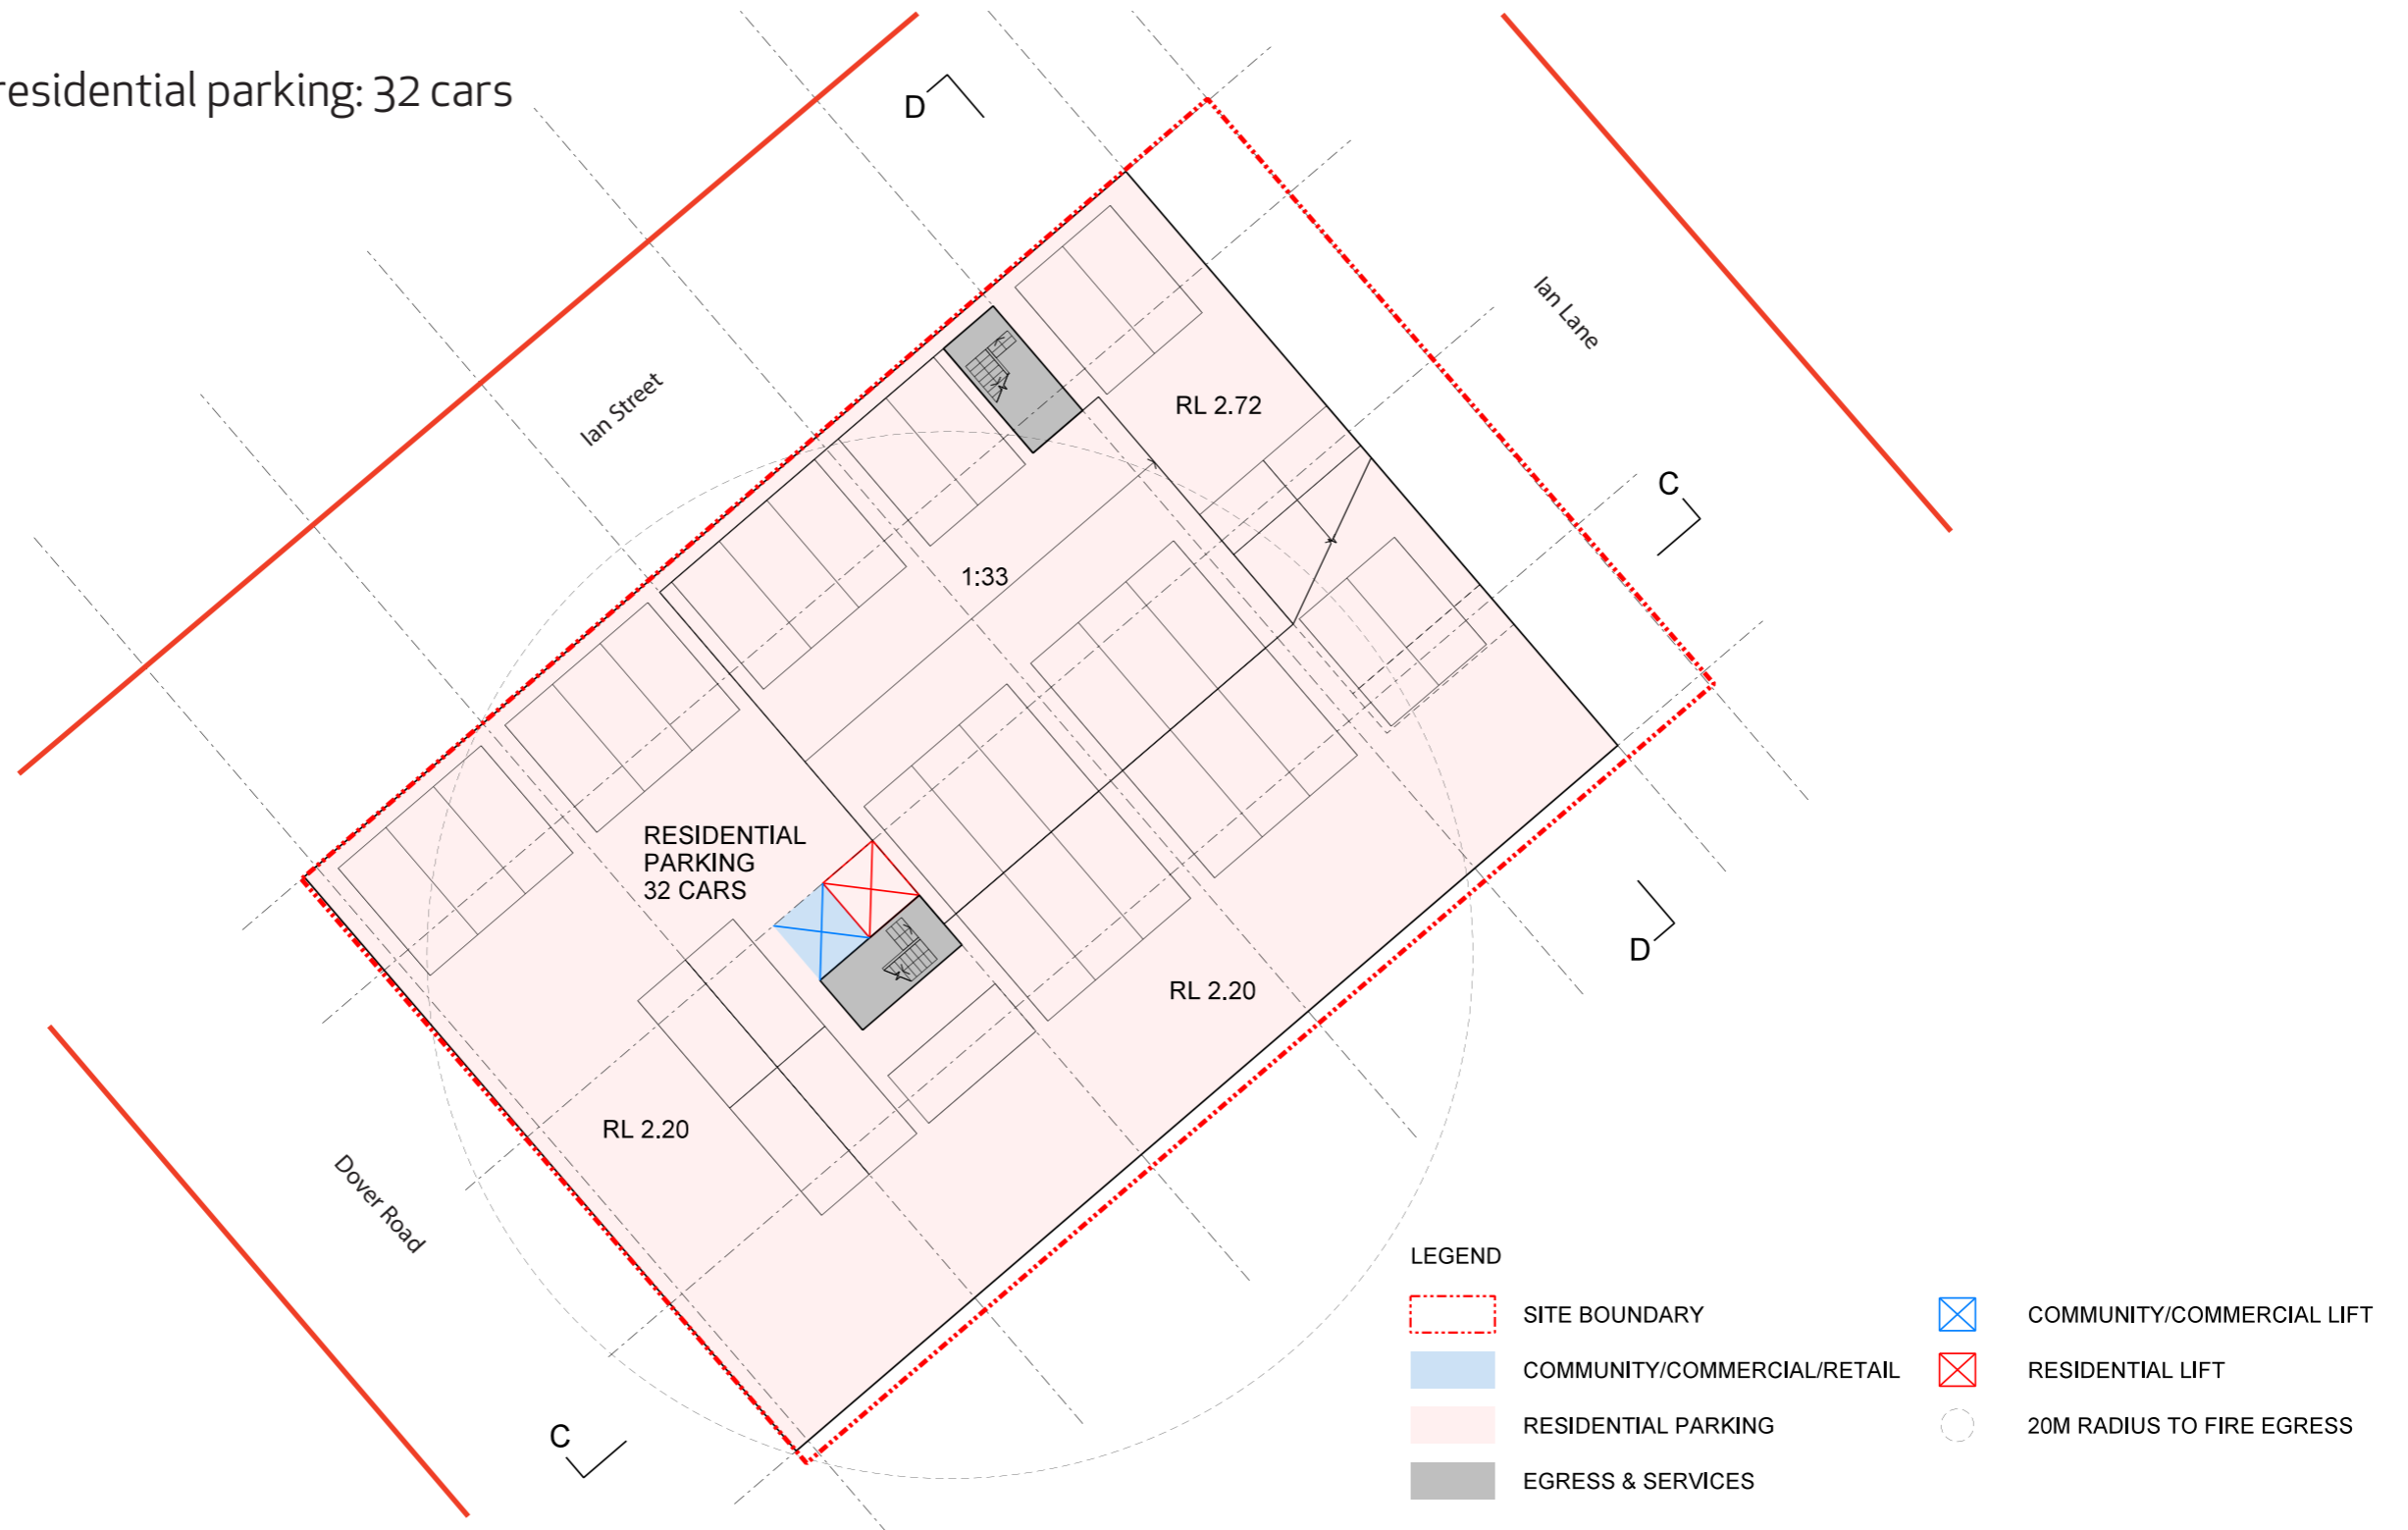 residential parking: 32 cars
D
Ian Street
Ian Lane
RL 2.72
C
1:33
RESIDENTIAL
PARKING
32 CARS
D
RL 2.20
RL 2.20
Dover Road
C
LEGEND
SITE BOUNDARY
COMMUNITY/COMMERCIAL/RETAIL
RESIDENTIAL PARKING
EGRESS & SERVICES
COMMUNITY/COMMERCIAL LIFT
RESIDENTIAL LIFT
20M RADIUS TO FIRE EGRESS